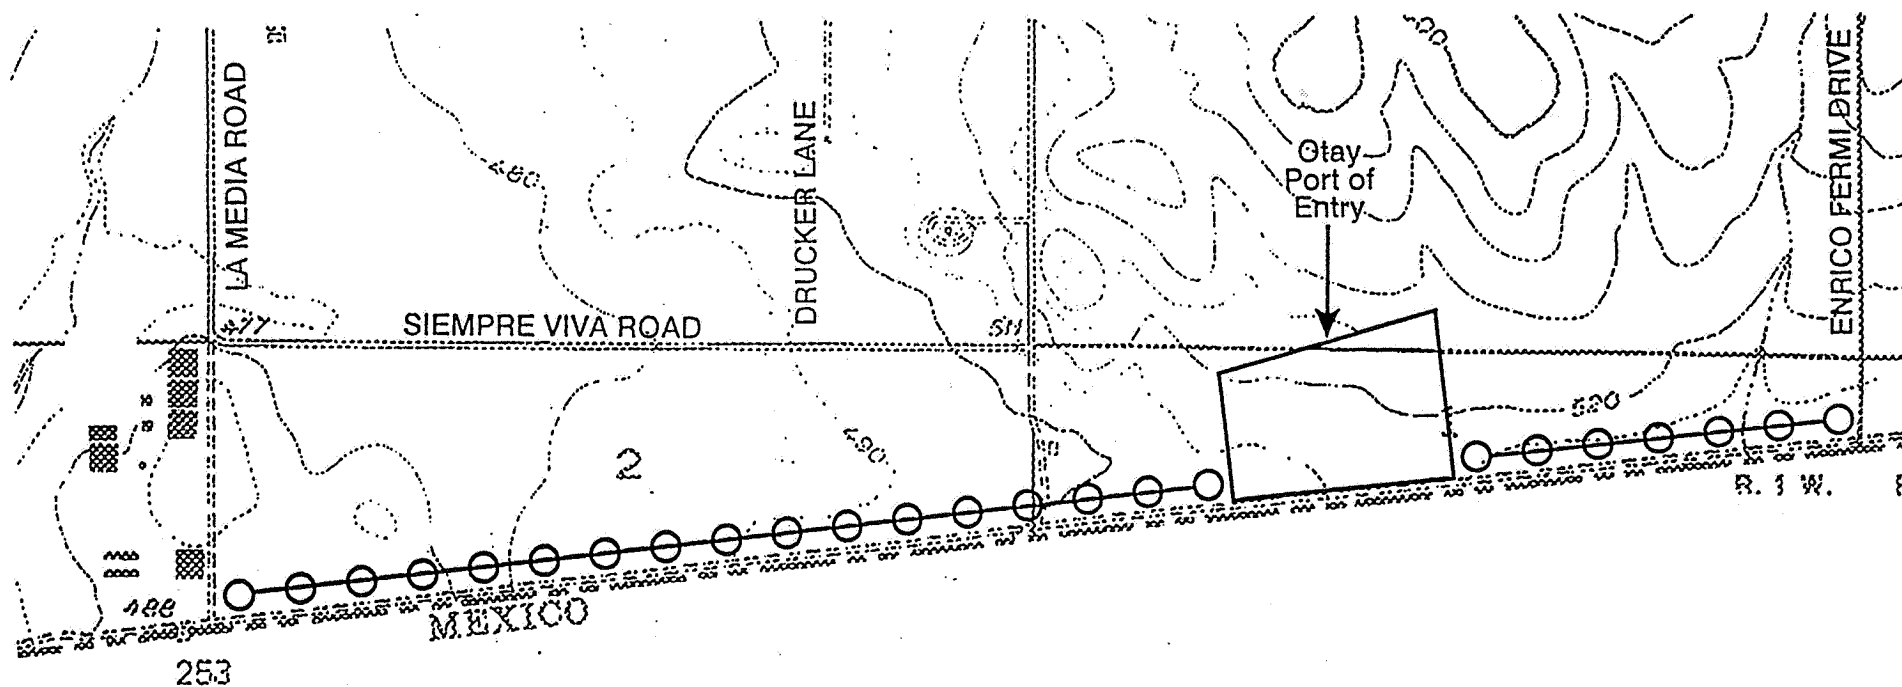 LA MEDIA ROAD
DRUCKER LANE
ENRICO FERMI DRIVE
480
Otay
Port of
Entry
SIEMPRE VIVA ROAD
511
520
490
2
R. 1 W.
488
MEXICO
253